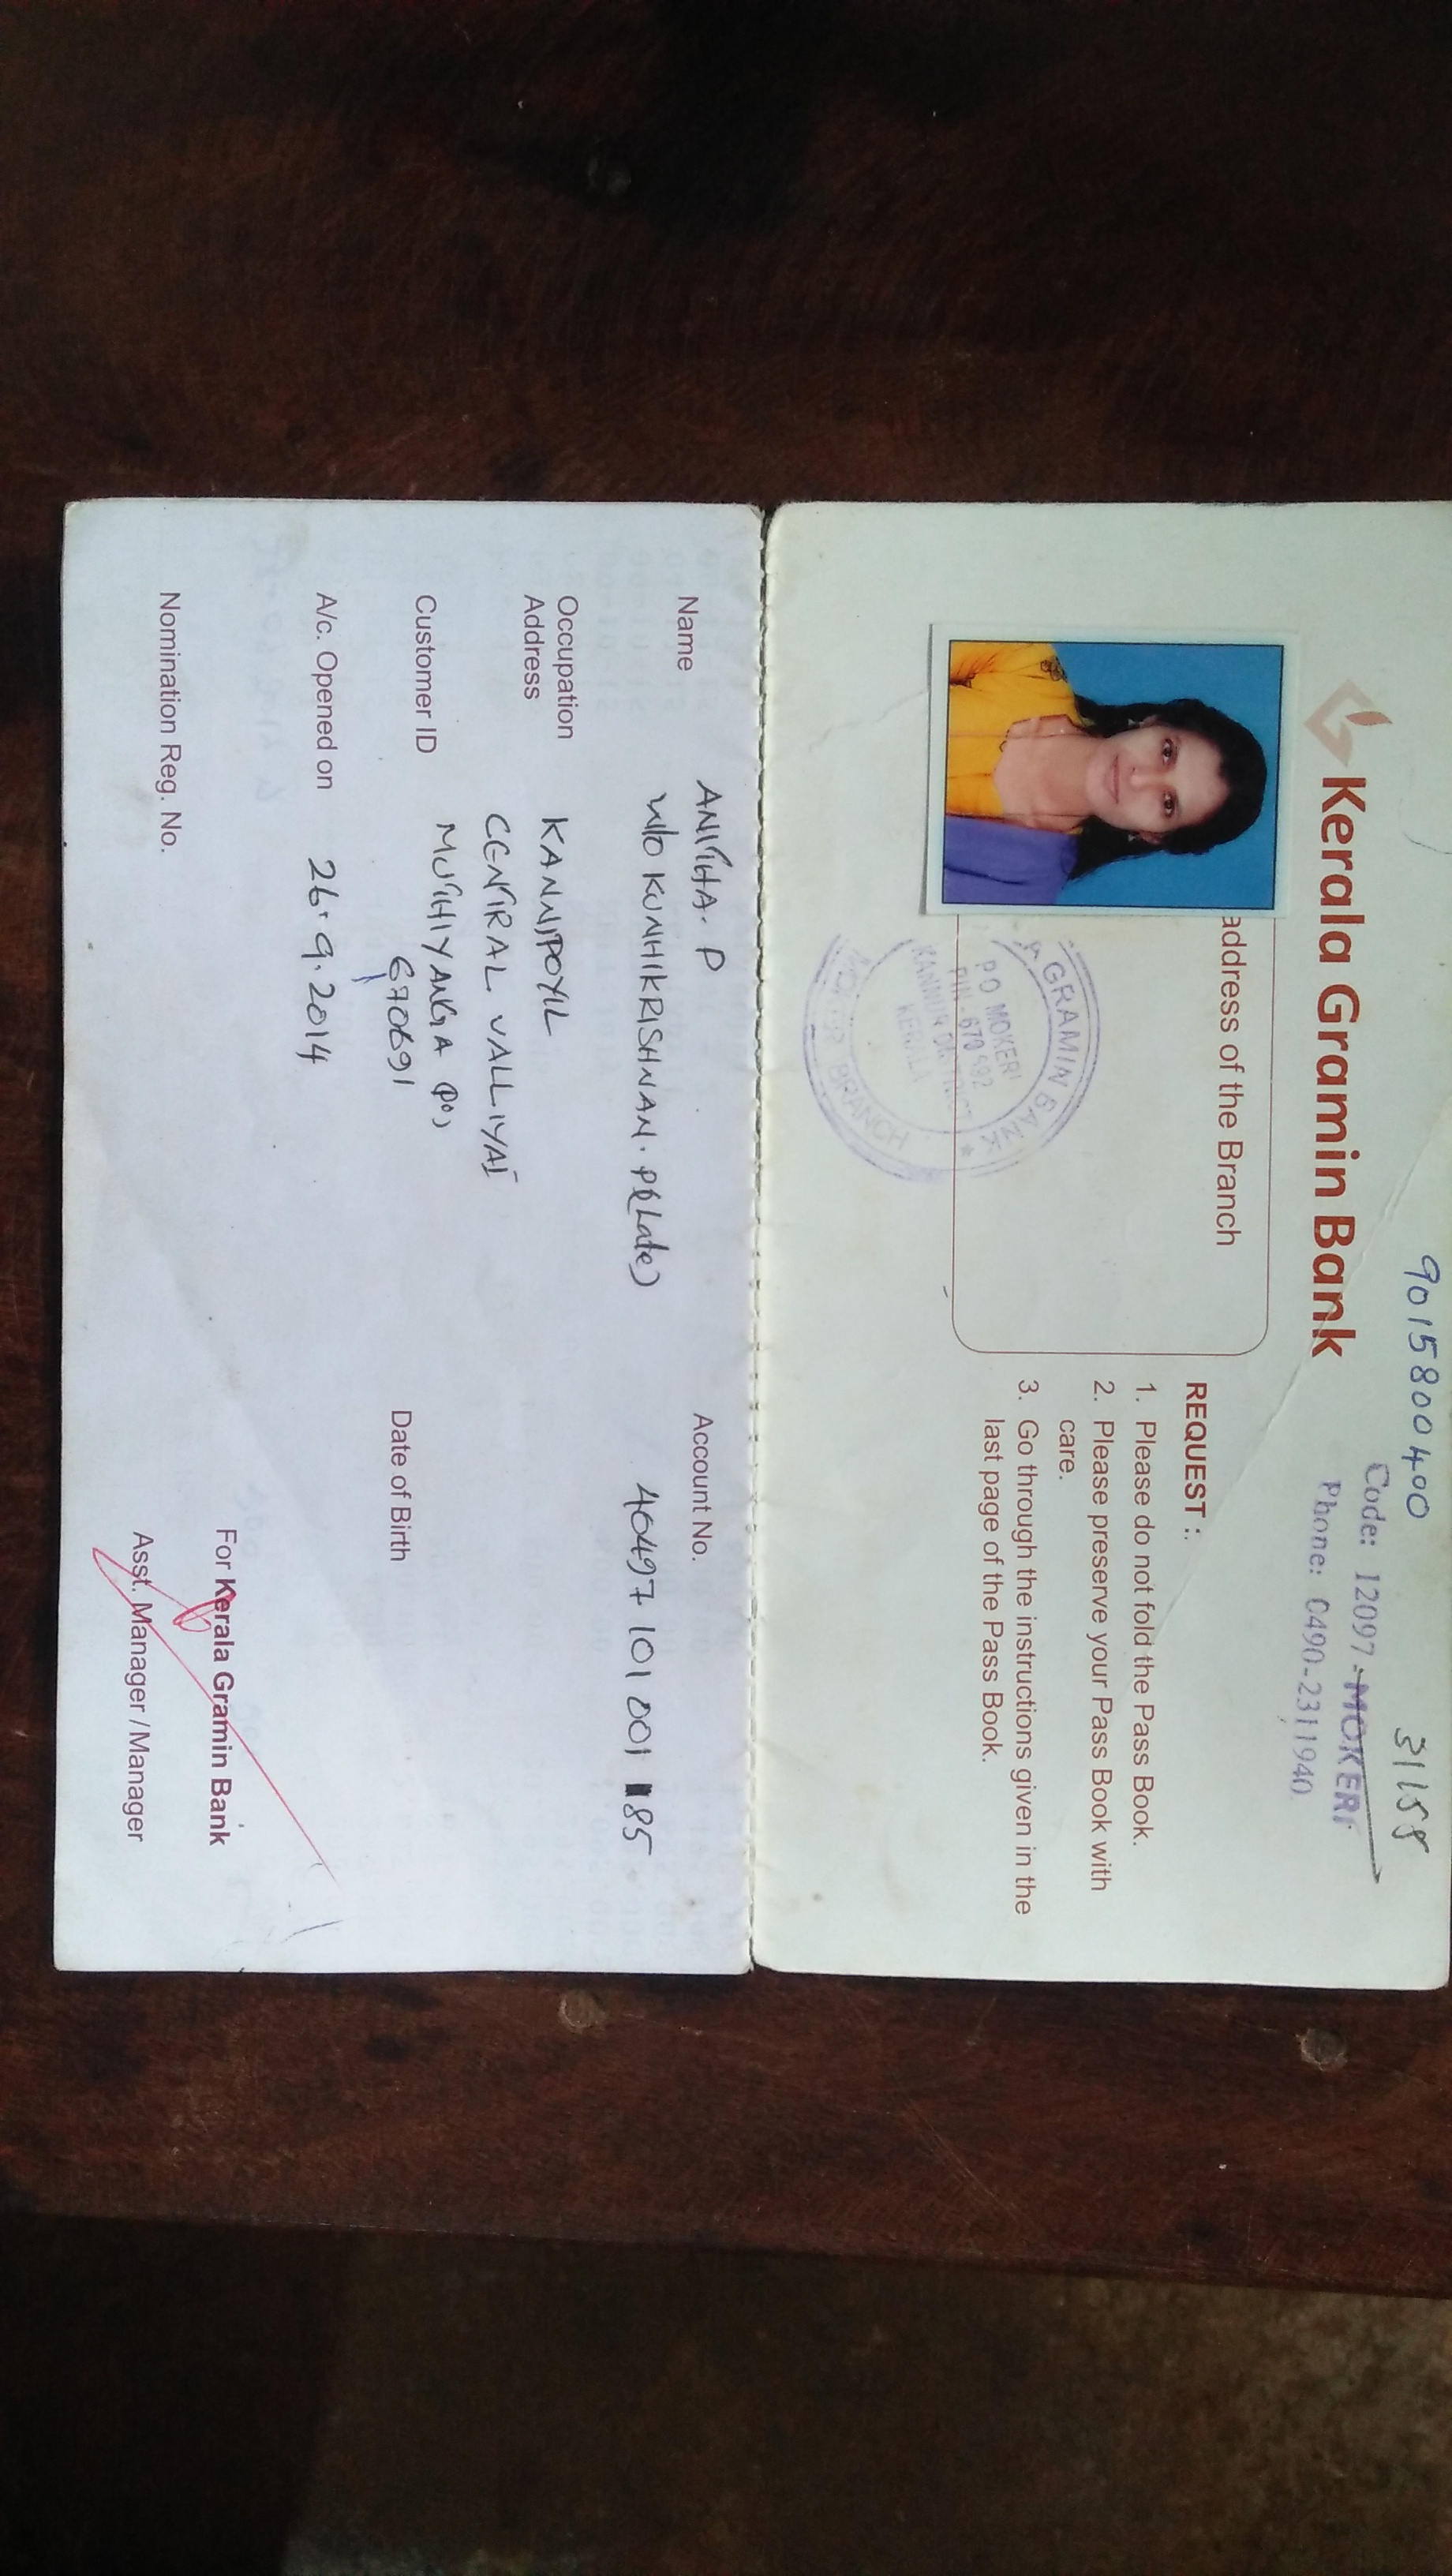 9015800400 31158
Code: 12097-MOKERI
Phone: 0490-2311940
Kerala Gramin Bank
address of the Branch
GRAMIN BANK
P O MOKERI
PIN 670 692
KANNUR DISTRICT
KERALA
BRANCH
REQUEST :.
1. Please do not fold the Pass Book.
2. Please preserve your Pass Book with
care.
3. Go through the instructions given in the
last page of the Pass Book.
Name ANITHA. P Account No.
W/O KUNHIKRISHNAN. P (Late) 40497 101 001 85
Occupation KANNIPOYIL
Address
CENTRAL VALLIYAI
MUTHIYANGA (PO)
Customer ID
670691
Date of Birth
A/c. Opened on 26.9.2014
For Kerala Gramin Bank
Nomination Reg. No.
Asst. Manager / Manager